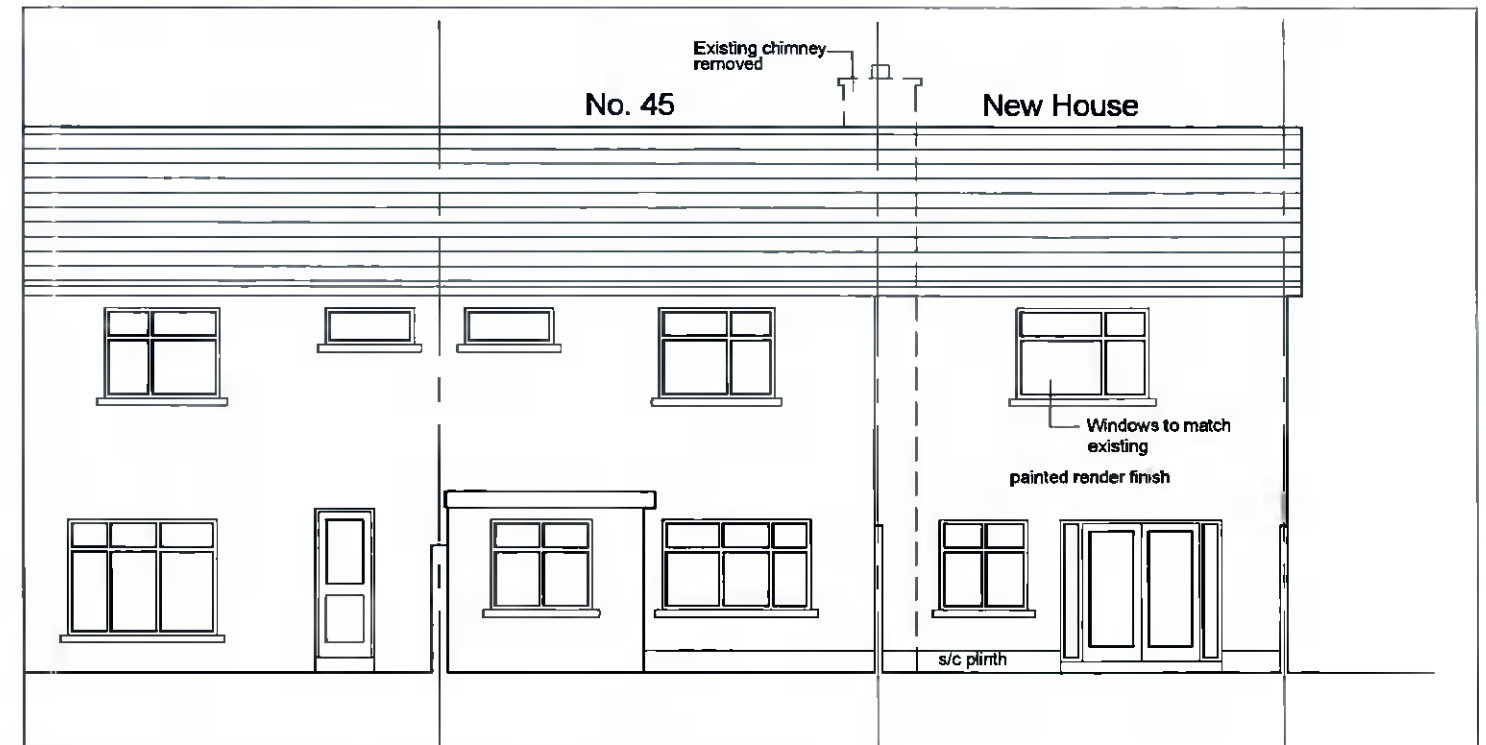 Existing chimney
removed
No. 45
New House
Windows to match
existing
painted render finish
s/c plinth